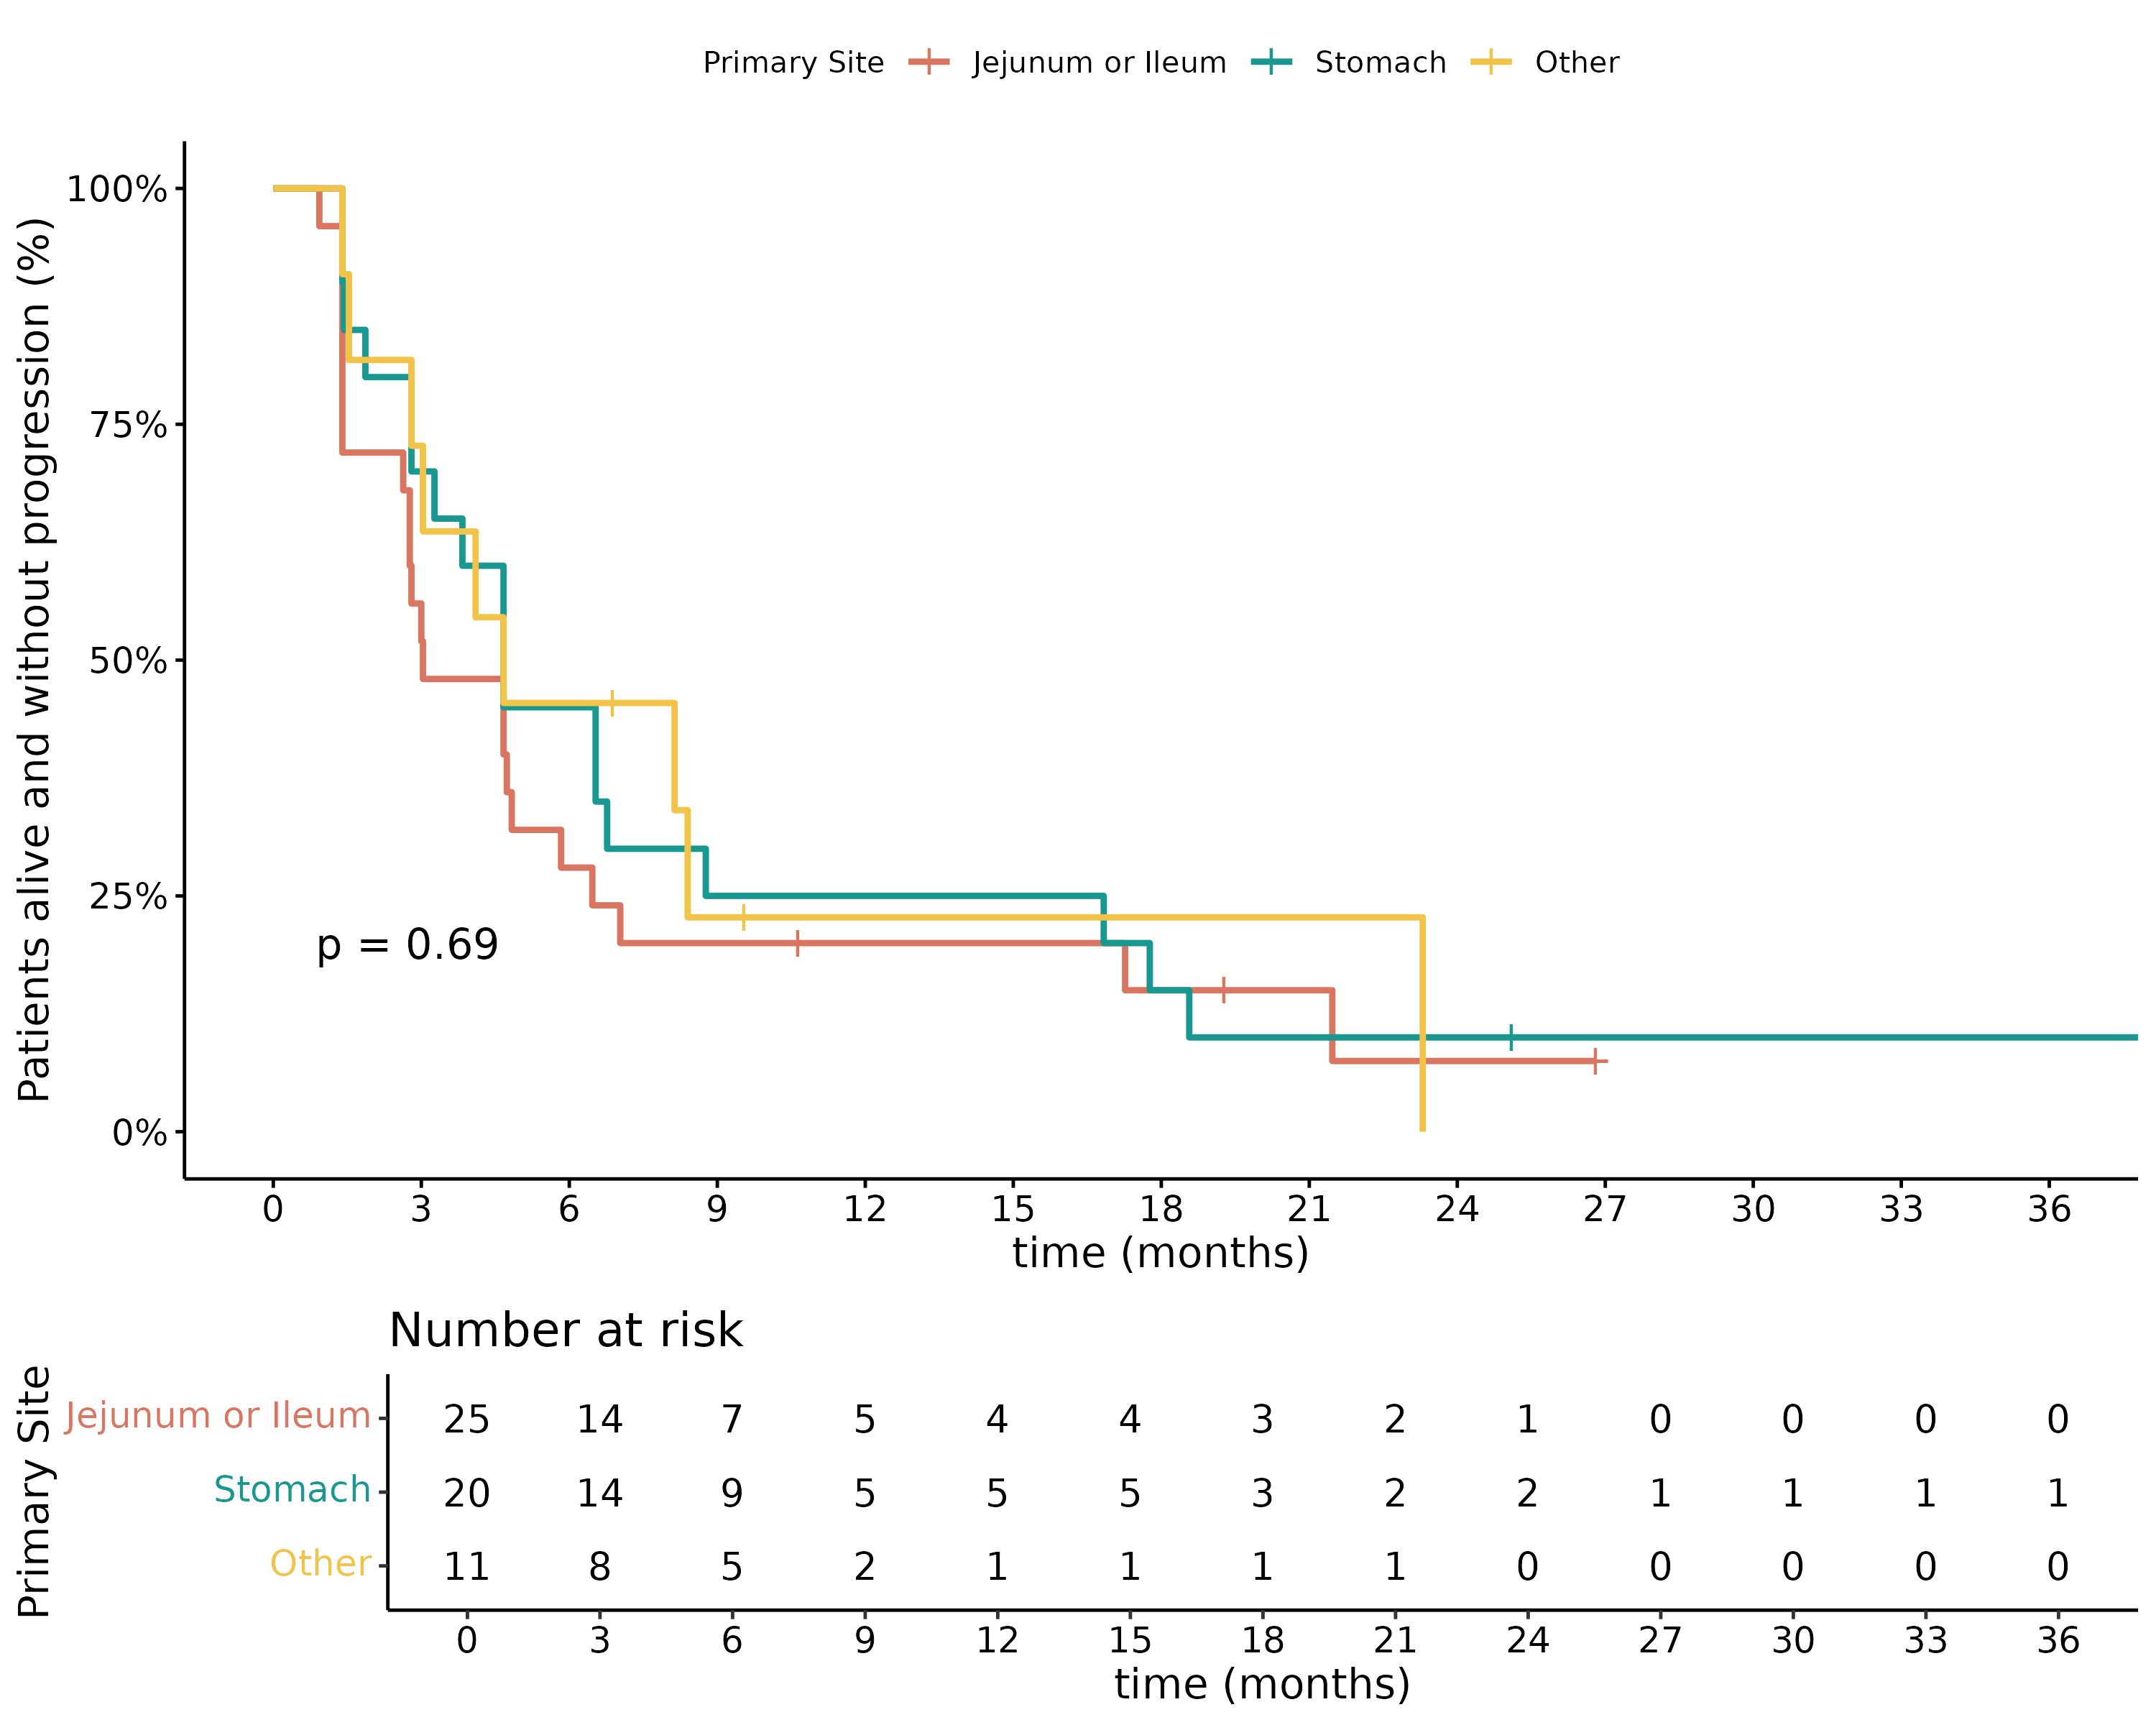 Primary Site Jejunum or Ileum Stomach Other
Patients alive and without progression (%)
100%
75%
50%
25%
0%
p = 0.69
0 3 6 9 12 15 18 21 24 27 30 33 36
time (months)
Number at risk
Primary Site
Jejunum or Ileum 25 14 7 5 4 4 3 2 1 0 0 0 0
Stomach 20 14 9 5 5 5 3 2 2 1 1 1 1
Other 11 8 5 2 1 1 1 1 0 0 0 0 0
0 3 6 9 12 15 18 21 24 27 30 33 36
time (months)